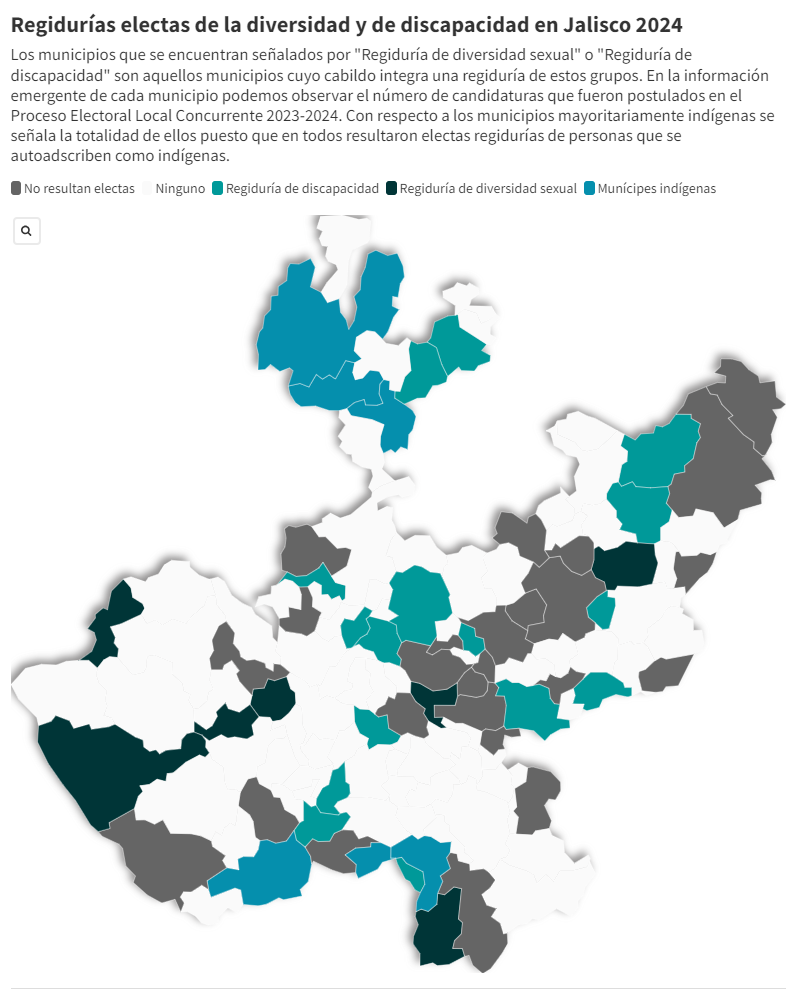 Regidurías electas de la diversidad y de discapacidad en Jalisco 2024
Los municipios que se encuentran señalados por "Regiduría de diversidad sexual" o "Regiduría de
discapacidad" son aquellos municipios cuyo cabildo integra una regiduría de estos grupos. En la información
emergente de cada municipio podemos observar el número de candidaturas que fueron postulados en el
Proceso Electoral Local Concurrente 2023-2024. Con respecto a los municipios mayoritariamente indígenas se
señala la totalidad de ellos puesto que en todos resultaron electas regidurías de personas que se
autoadscriben como indígenas.
No resultan electas Ninguno Regiduría de discapacidad Regiduría de diversidad sexual Munícipes indígenas